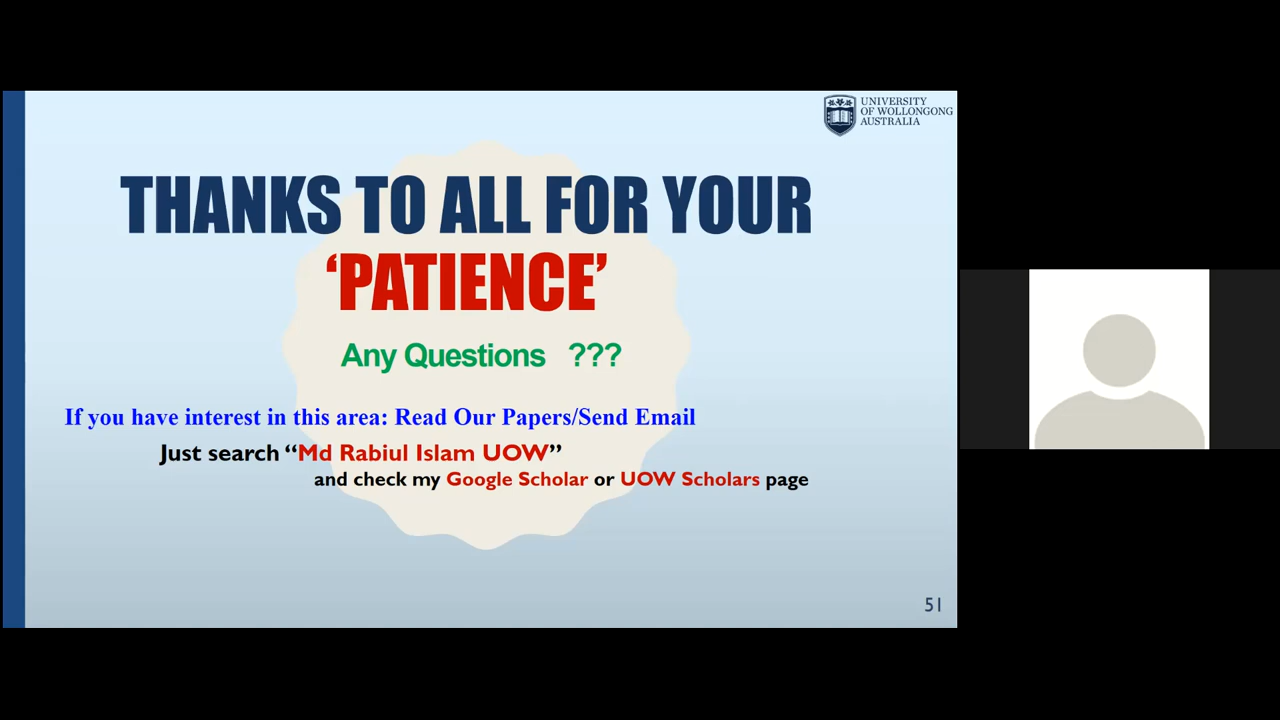 UNIVERSITY
OF WOLLONGONG
AUSTRALIA
THANKS TO ALL FOR YOUR
‘PATIENCE’
Any Questions ???
If you have interest in this area: Read Our Papers/Send Email
Just search “Md Rabiul Islam UOW”
and check my Google Scholar or UOW Scholars page
51